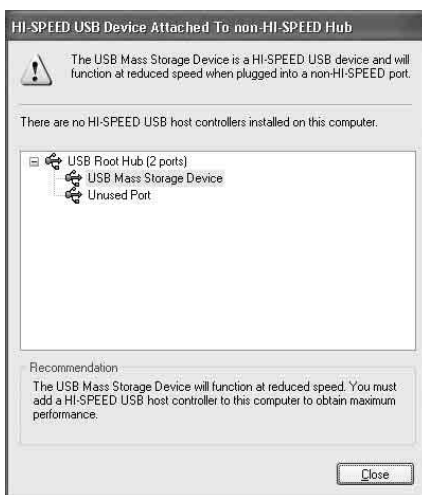 HI-SPEED USB Device Attached To non-HI-SPEED Hub
The USB Mass Storage Device is a HI-SPEED USB device and will
function at reduced speed when plugged into a non-HI-SPEED port.
There are no HI-SPEED USB host controllers installed on this computer.
USB Root Hub (2 ports)
USB Mass Storage Device
Unused Port
Recommendation
The USB Mass Storage Device will function at reduced speed. You must
add a HI-SPEED USB host controller to this computer to obtain maximum
performance.
Close